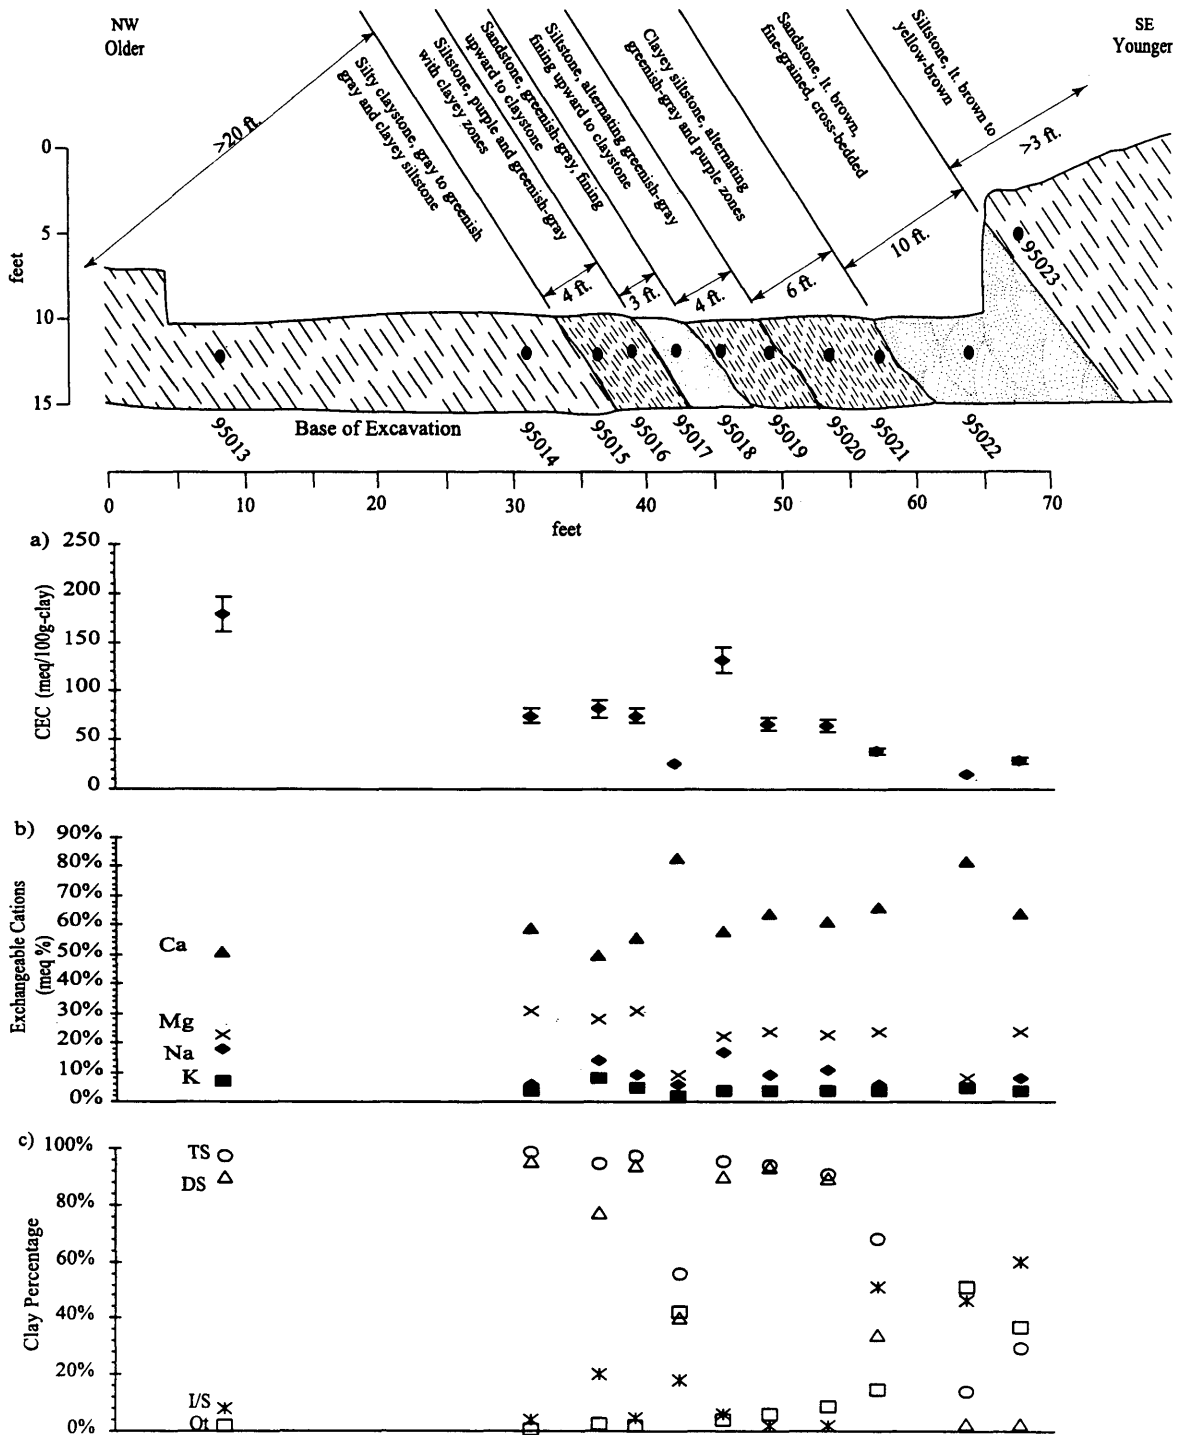 NW
Older
SE
Younger
>20 ft.
Silty claystone, gray to greenish
gray and clayey siltstone
Siltstone, purple and greenish-gray
with clayey zones
Sandstone, greenish-gray, fining
upward to claystone
Siltstone, alternating greenish-gray
fining upward to claystone
Clayey siltstone, alternating
greenish-gray and purple zones
Sandstone, lt. brown,
fine-grained, cross-bedded
Siltstone, lt. brown to
yellow-brown
4 ft.
3 ft.
4 ft.
6 ft.
10 ft.
>3 ft.
0
5
10
15
feet
Base of Excavation
95013
95014
95015
95016
95017
95018
95019
95020
95021
95022
95023
0 10 20 30 40 50 60 70
feet
a)
CEC (meq/100g-clay)
250
200
150
100
50
0
b)
Exchangeable Cations
(meq %)
90%
80%
70%
60%
50%
40%
30%
20%
10%
0%
Ca
Mg
Na
K
c)
Clay Percentage
100%
80%
60%
40%
20%
0%
TS
DS
I/S
Ot